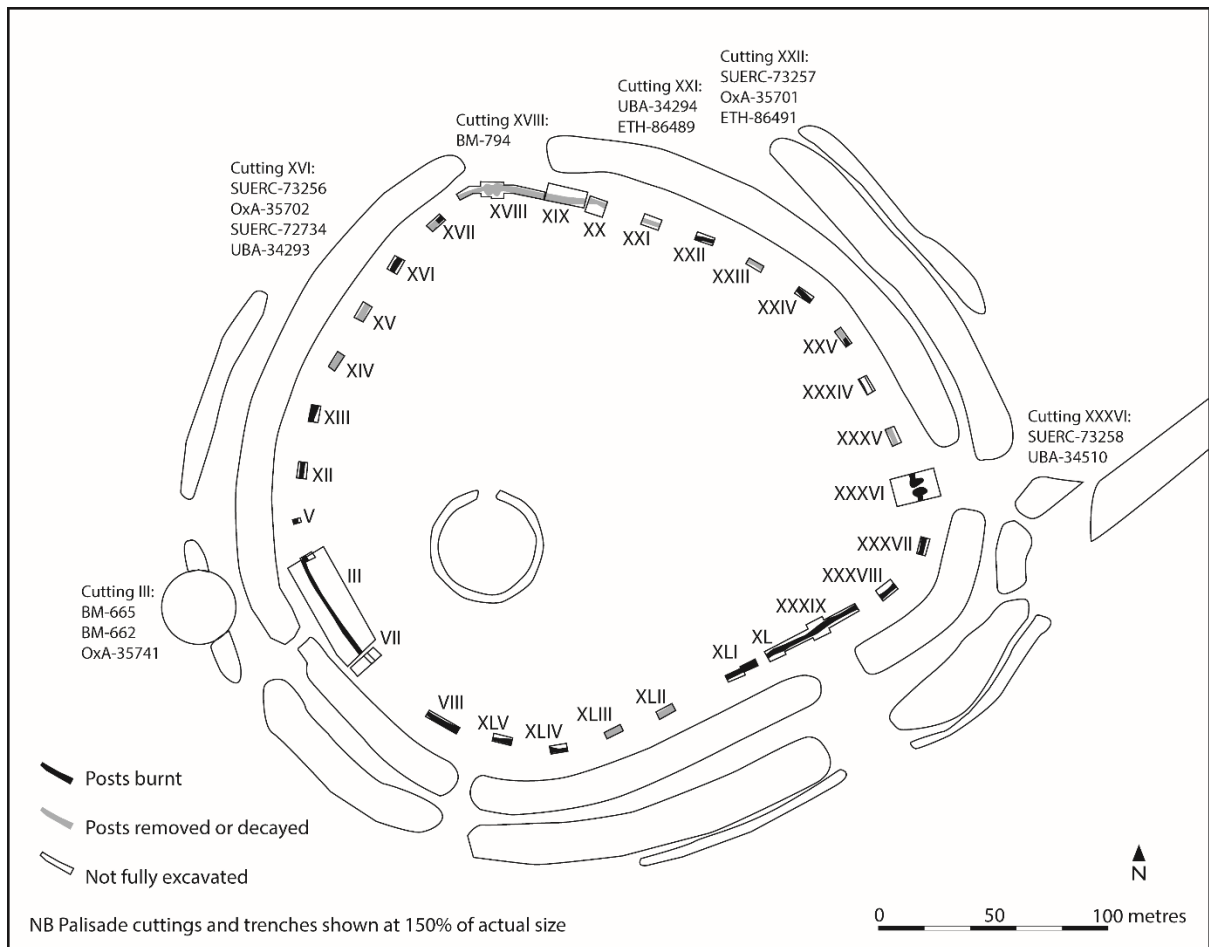 Cutting XXII:
SUERC-73257
OxA-35701
ETH-86491
Cutting XXI:
UBA-34294
ETH-86489
Cutting XVIII:
BM-794
Cutting XVI:
SUERC-73256
OxA-35702
SUERC-72734
UBA-34293
XVIII
XIX
XX
XXI
XXII
XXIII
XXIV
XXV
XXXIV
XXXV
Cutting XXXVI:
SUERC-73258
UBA-34510
XXXVI
XXXVII
XXXVIII
XXXIX
XL
XLI
XLII
XLIII
XLIV
XLV
VIII
VII
III
V
XII
XIII
XIV
XV
XVI
XVII
Cutting III:
BM-665
BM-662
OxA-35741
Posts burnt
Posts removed or decayed
Not fully excavated
NB Palisade cuttings and trenches shown at 150% of actual size
N
0 50 100 metres